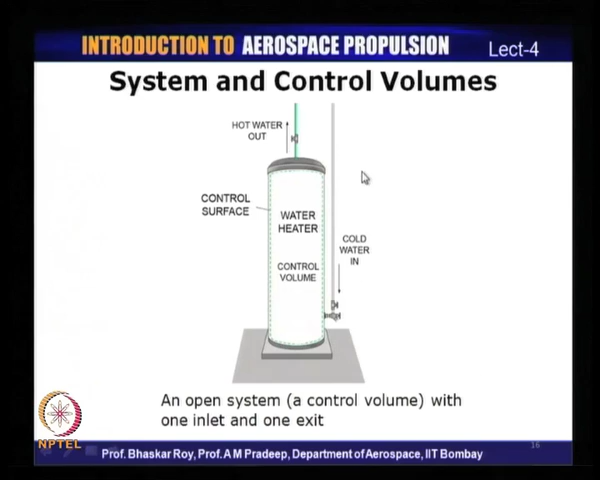 INTRODUCTION TO AEROSPACE PROPULSION
Lect-4
System and Control Volumes
HOT WATER
OUT
CONTROL
SURFACE
WATER
HEATER
COLD
WATER
IN
CONTROL
VOLUME
An open system (a control volume) with
one inlet and one exit
NPTEL
16
Prof. Bhaskar Roy, Prof. A M Pradeep, Department of Aerospace, IIT Bombay